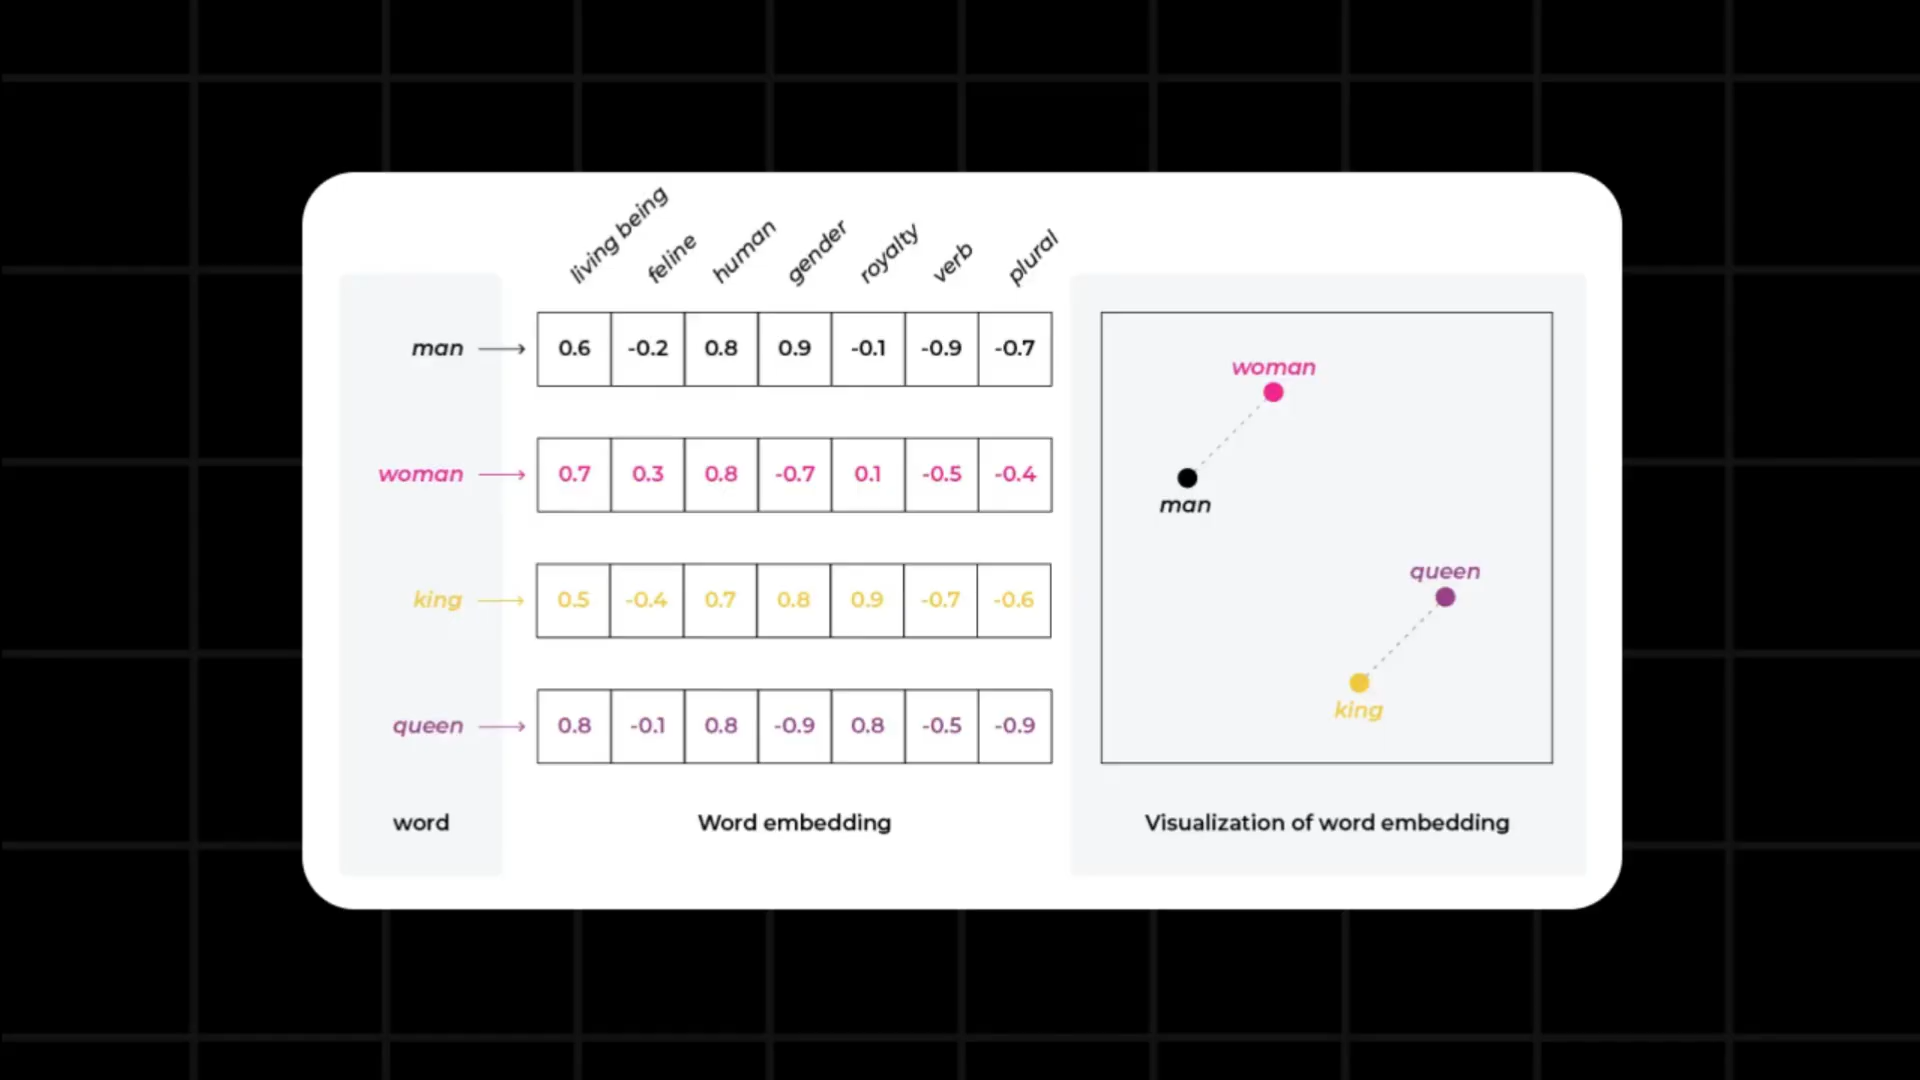 living being feline human gender royalty verb plural
man 0.6 -0.2 0.8 0.9 -0.1 -0.9 -0.7
woman 0.7 0.3 0.8 -0.7 0.1 -0.5 -0.4
king 0.5 -0.4 0.7 0.8 0.9 -0.7 -0.6
queen 0.8 -0.1 0.8 -0.9 0.8 -0.5 -0.9
word
Word embedding
woman
man
queen
king
Visualization of word embedding